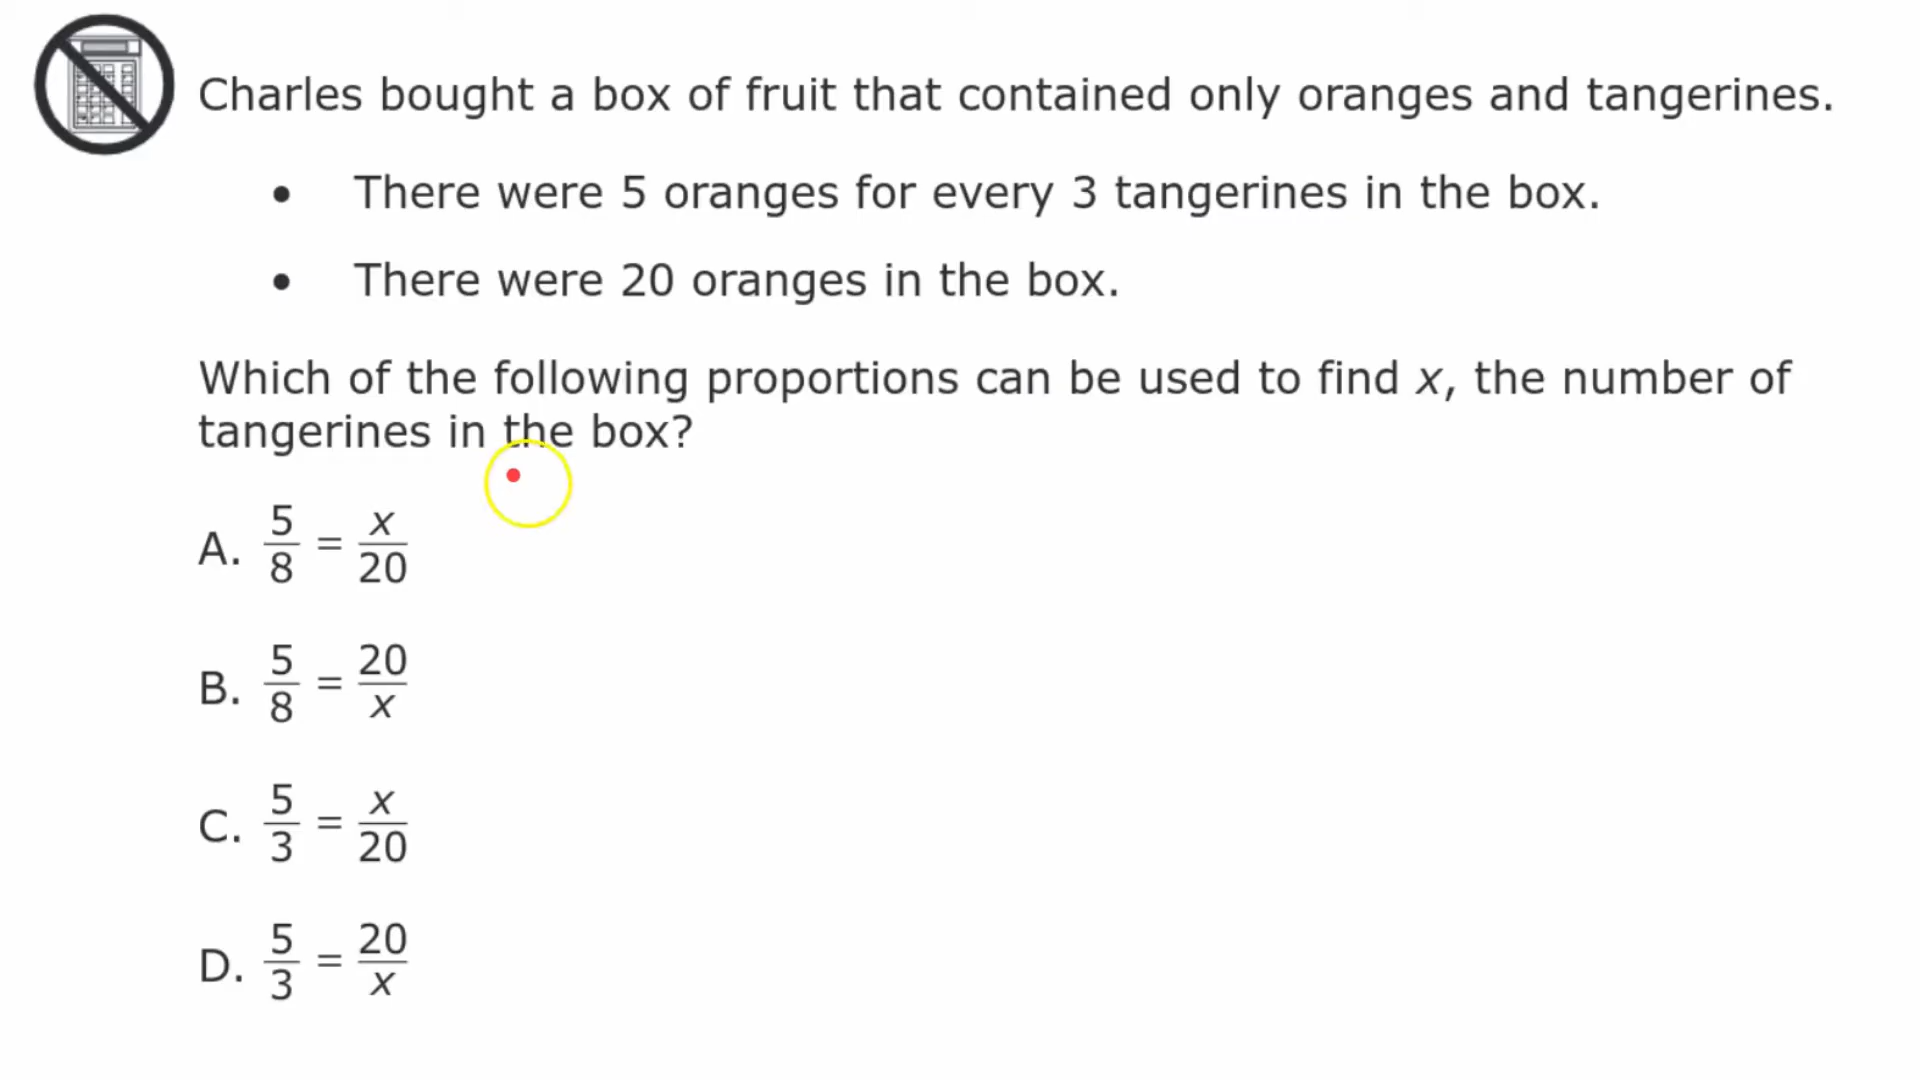 Charles bought a box of fruit that contained only oranges and tangerines.
• There were 5 oranges for every 3 tangerines in the box.
• There were 20 oranges in the box.
Which of the following proportions can be used to find x, the number of
tangerines in the box?
A. 5/8 = x/20
B. 5/8 = 20/x
C. 5/3 = x/20
D. 5/3 = 20/x